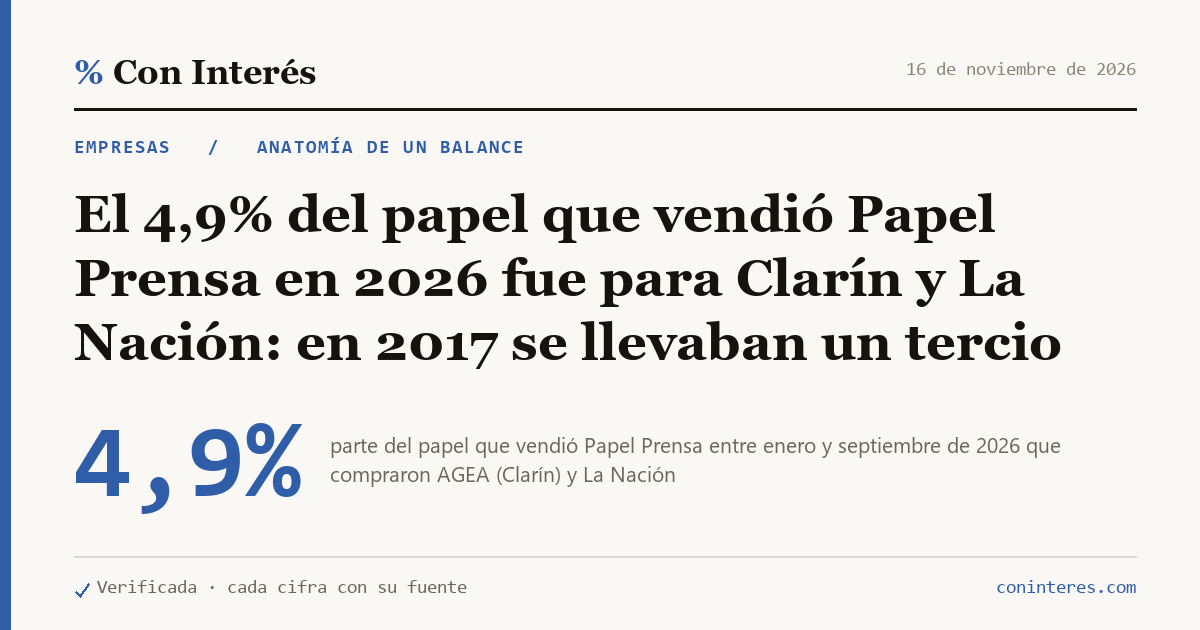 % Con Interés
16 de noviembre de 2026
EMPRESAS / ANATOMÍA DE UN BALANCE
El 4,9% del papel que vendió Papel
Prensa en 2026 fue para Clarín y La
Nación: en 2017 se llevaban un tercio
4,9%
parte del papel que vendió Papel Prensa entre enero y septiembre de 2026 que
compraron AGEA (Clarín) y La Nación
✓ Verificada · cada cifra con su fuente
coninteres.com